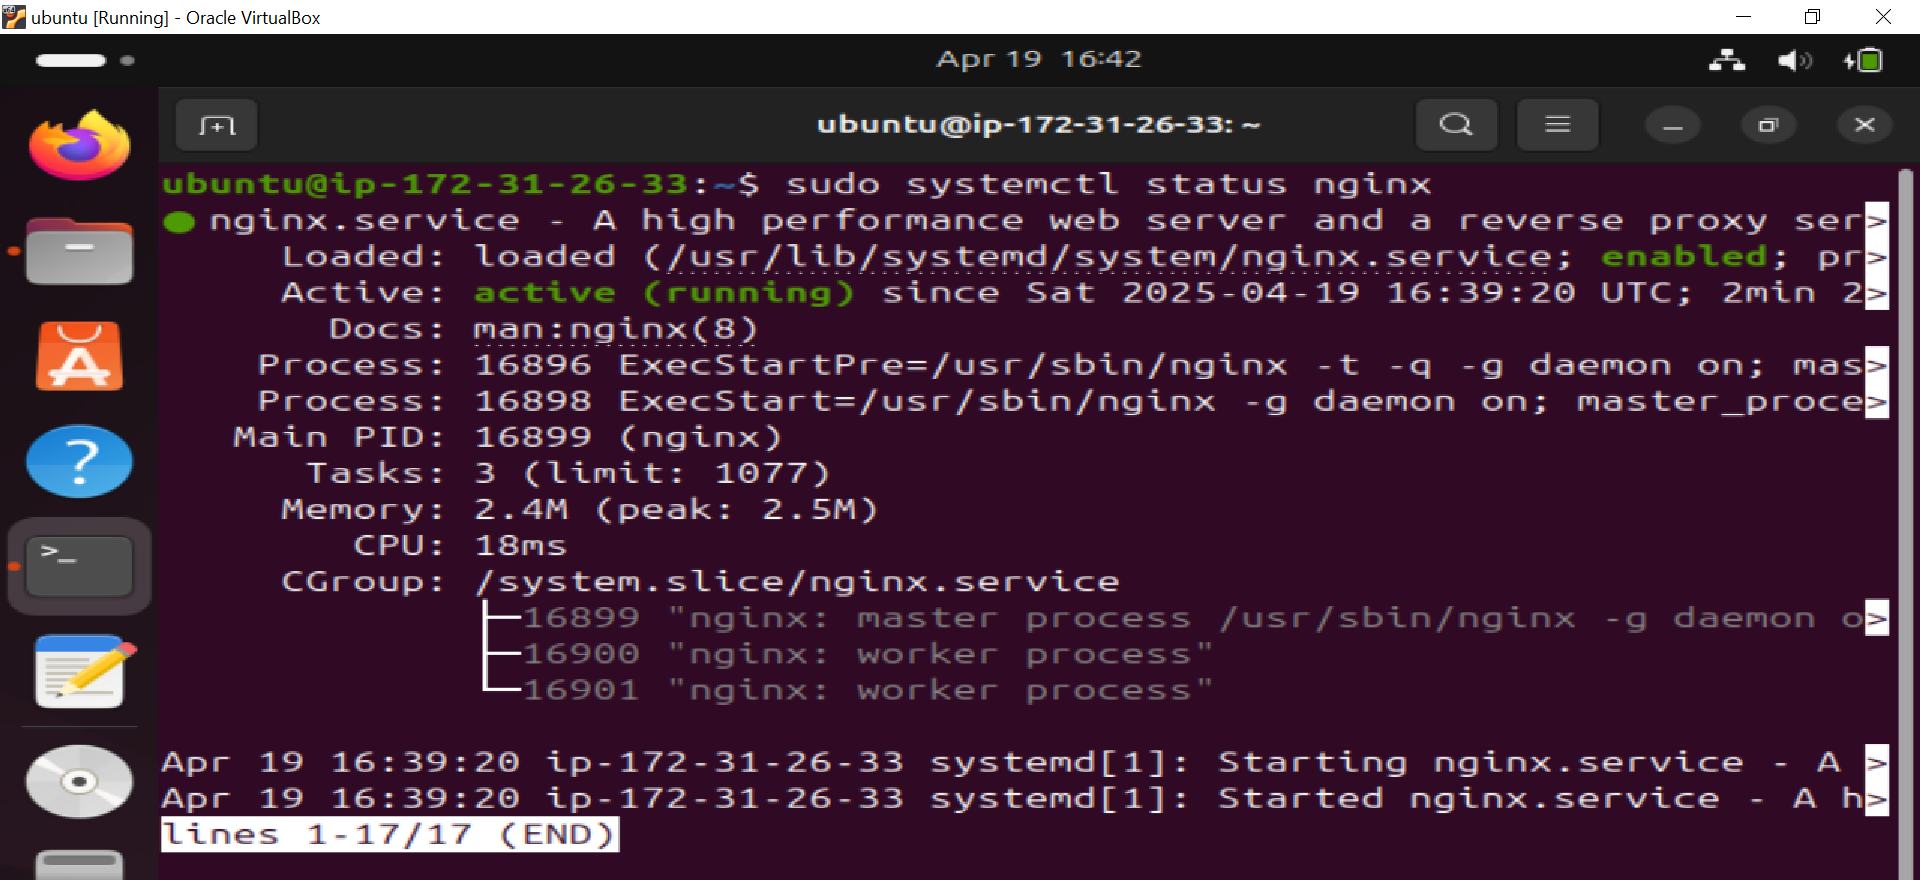 ubuntu [Running] - Oracle VirtualBox
Apr 19 16:42
ubuntu@ip-172-31-26-33: ~
ubuntu@ip-172-31-26-33:~$ sudo systemctl status nginx
● nginx.service - A high performance web server and a reverse proxy ser>
     Loaded: loaded (/usr/lib/systemd/system/nginx.service; enabled; pr>
     Active: active (running) since Sat 2025-04-19 16:39:20 UTC; 2min 2>
       Docs: man:nginx(8)
    Process: 16896 ExecStartPre=/usr/sbin/nginx -t -q -g daemon on; mas>
    Process: 16898 ExecStart=/usr/sbin/nginx -g daemon on; master_proce>
   Main PID: 16899 (nginx)
      Tasks: 3 (limit: 1077)
     Memory: 2.4M (peak: 2.5M)
        CPU: 18ms
     CGroup: /system.slice/nginx.service
             ├─16899 "nginx: master process /usr/sbin/nginx -g daemon o>
             ├─16900 "nginx: worker process"
             └─16901 "nginx: worker process"
Apr 19 16:39:20 ip-172-31-26-33 systemd[1]: Starting nginx.service - A >
Apr 19 16:39:20 ip-172-31-26-33 systemd[1]: Started nginx.service - A h>
lines 1-17/17 (END)